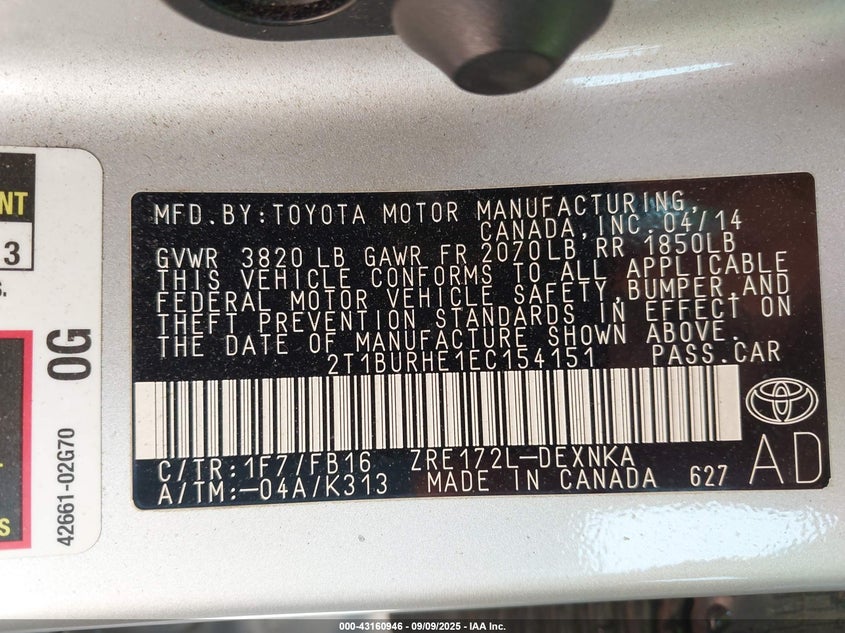 MFD.BY:TOYOTA MOTOR MANUFACTURING,
CANADA,INC.04/14
GVWR 3820 LB GAWR FR 2070LB RR 1850LB
THIS VEHICLE CONFORMS TO ALL APPLICABLE
FEDERAL MOTOR VEHICLE SAFETY,BUMPER,AND
THEFT PREVENTION STANDARDS IN EFFECT ON
THE DATE OF MANUFACTURE SHOWN ABOVE.
2T1BURHE1EC154151 PASS.CAR
C/TR:1F7/FB16 ZRE172L-DEXNKA
A/TM:-04A/K313 MADE IN CANADA 627
AD
NT
3
S.
OG
42661-02G70
S
000-43160946 - 09/09/2025 - IAA Inc.